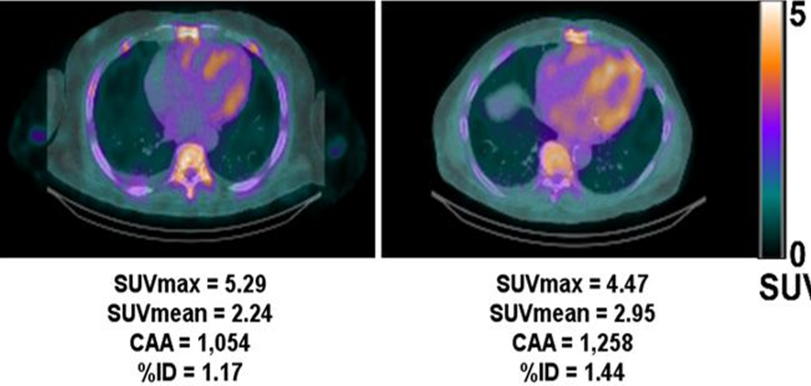 5
0
SUV
SUVmax = 5.29
SUVmean = 2.24
CAA = 1,054
%ID = 1.17
SUVmax = 4.47
SUVmean = 2.95
CAA = 1,258
%ID = 1.44